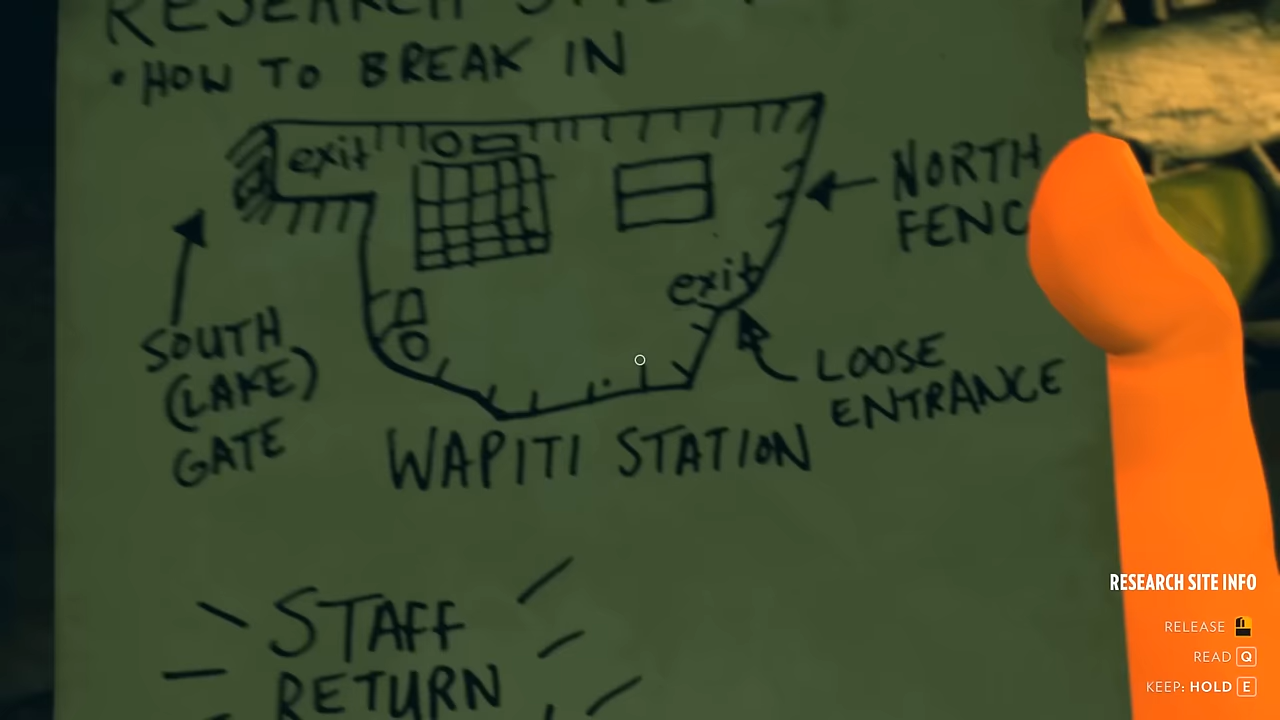 RESEARCH
• HOW TO BREAK IN
exit
NORTH
FENC
exit
SOUTH
(LAKE)
GATE
LOOSE
ENTRANCE
WAPITI STATION
STAFF
RETURN
RESEARCH SITE INFO
RELEASE
READ Q
KEEP: HOLD E